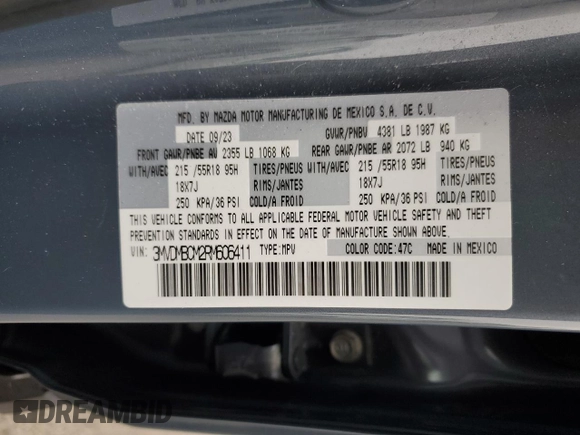 MFD. BY MAZDA MOTOR MANUFACTURING DE MEXICO S.A. DE C.V.
DATE 09/23 GVWR/PNBV 4381 LB 1987 KG
FRONT GAWR/PNBE AV 2355 LB 1068 KG REAR GAWR/PNBE AR 2072 LB 940 KG
WITH/AVEC 215 /55R18 95H TIRES/PNEUS WITH/AVEC 215 /55R18 95H TIRES/PNEUS
18X7J RIMS/JANTES 18X7J RIMS/JANTES
250 KPA/36 PSI COLD/A FROID 250 KPA/36 PSI COLD/A FROID
THIS VEHICLE CONFORMS TO ALL APPLICABLE FEDERAL MOTOR VEHICLE SAFETY AND THEFT
PREVENTION STANDARDS IN EFFECT ON THE DATE OF MANUFACTURE SHOWN ABOVE.
VIN: 3MVDMBCM2RM606411 TYPE:MPV COLOR CODE:47C MADE IN MEXICO
DREAMBID